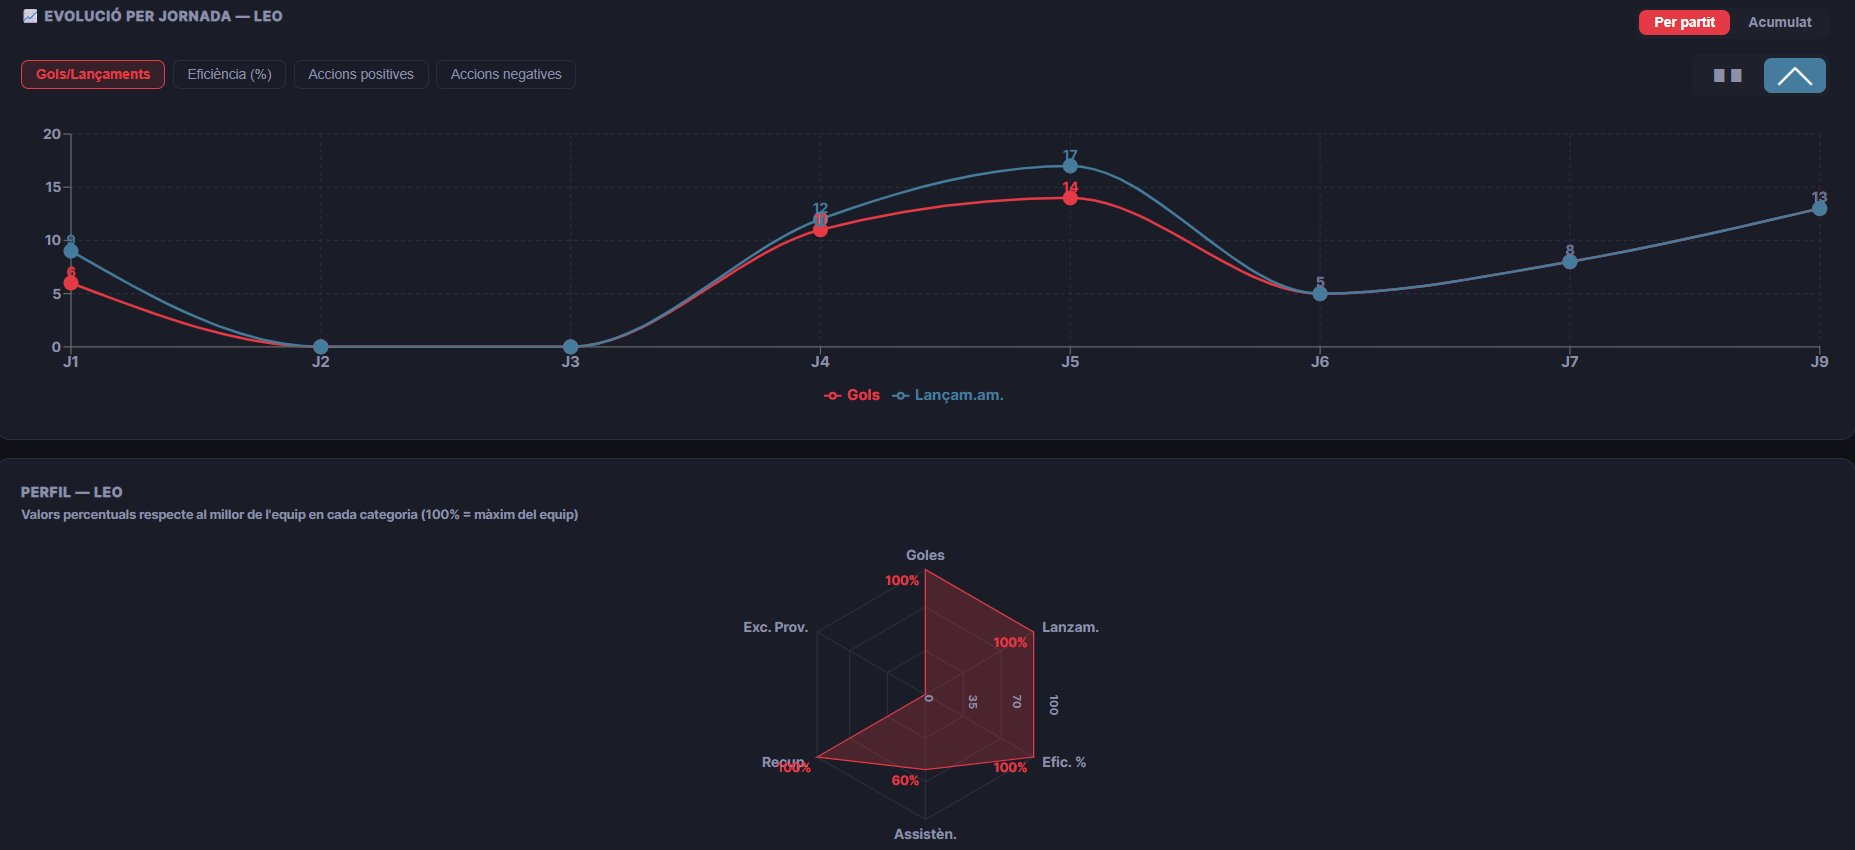 EVOLUCIÓ PER JORNADA — LEO
Per partit Acumulat
Gols/Lançaments Eficiència (%) Accions positives Accions negatives
20
15
10
5
0
9
6
12
11
17
14
5
8
13
J1 J2 J3 J4 J5 J6 J7 J9
Gols Lançam.am.
PERFIL — LEO
Valors percentuals respecte al millor de l'equip en cada categoria (100% = màxim del equip)
Goles
100%
Exc. Prov.
Lanzam.
100%
0 35 70 100
Recup.
100%
Efic. %
100%
60%
Assistèn.